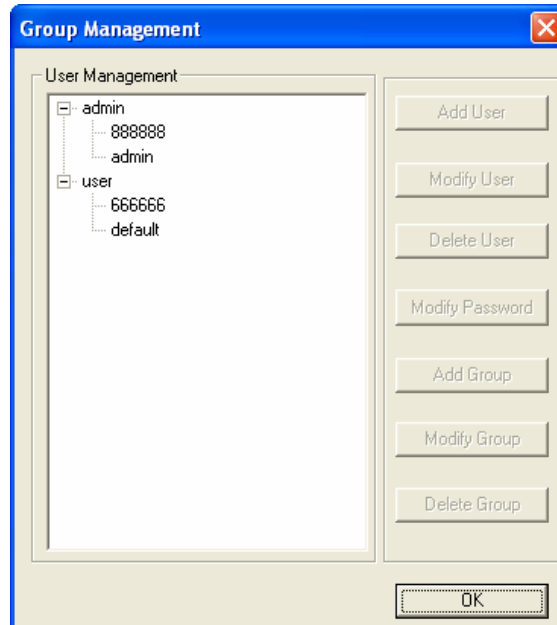 Group Management
User Management
admin
888888
admin
user
666666
default
Add User
Modify User
Delete User
Modify Password
Add Group
Modify Group
Delete Group
OK